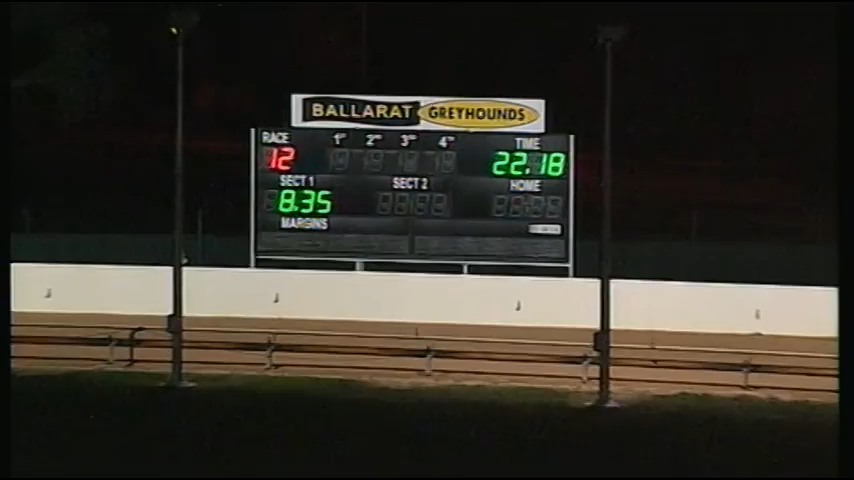 BALLARAT GREYHOUNDS
RACE 1ST 2ND 3RD 4TH TIME
12 22.18
SECT 1 SECT 2 HOME
8.35
MARGINS